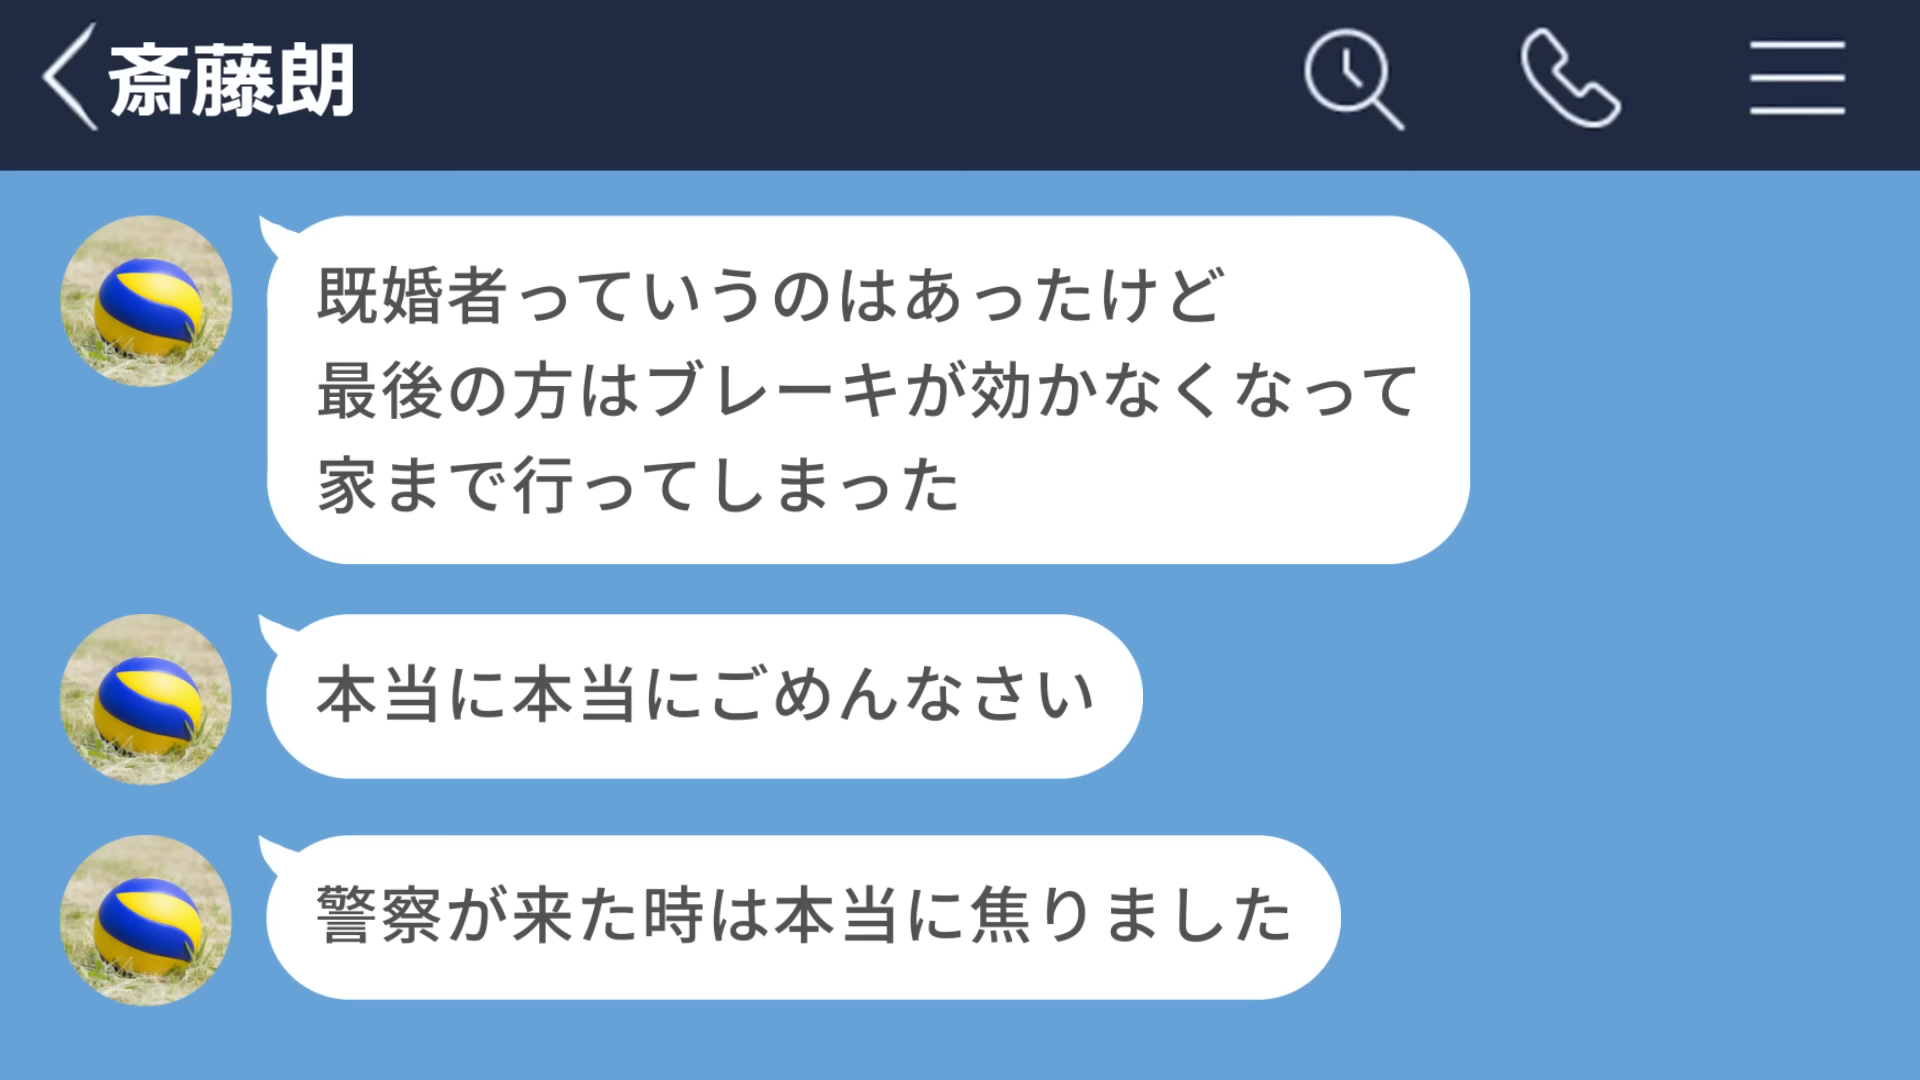 斎藤朗
既婚者っていうのはあったけど
最後の方はブレーキが効かなくなって
家まで行ってしまった
本当に本当にごめんなさい
警察が来た時は本当に焦りました